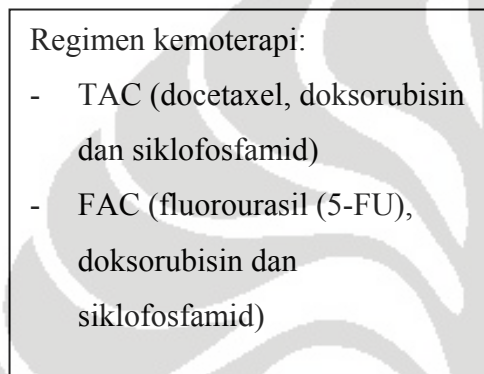 Regimen kemoterapi:
- TAC (docetaxel, doksorubisin
dan siklofosfamid)
- FAC (fluorourasil (5-FU),
doksorubisin dan
siklofosfamid)